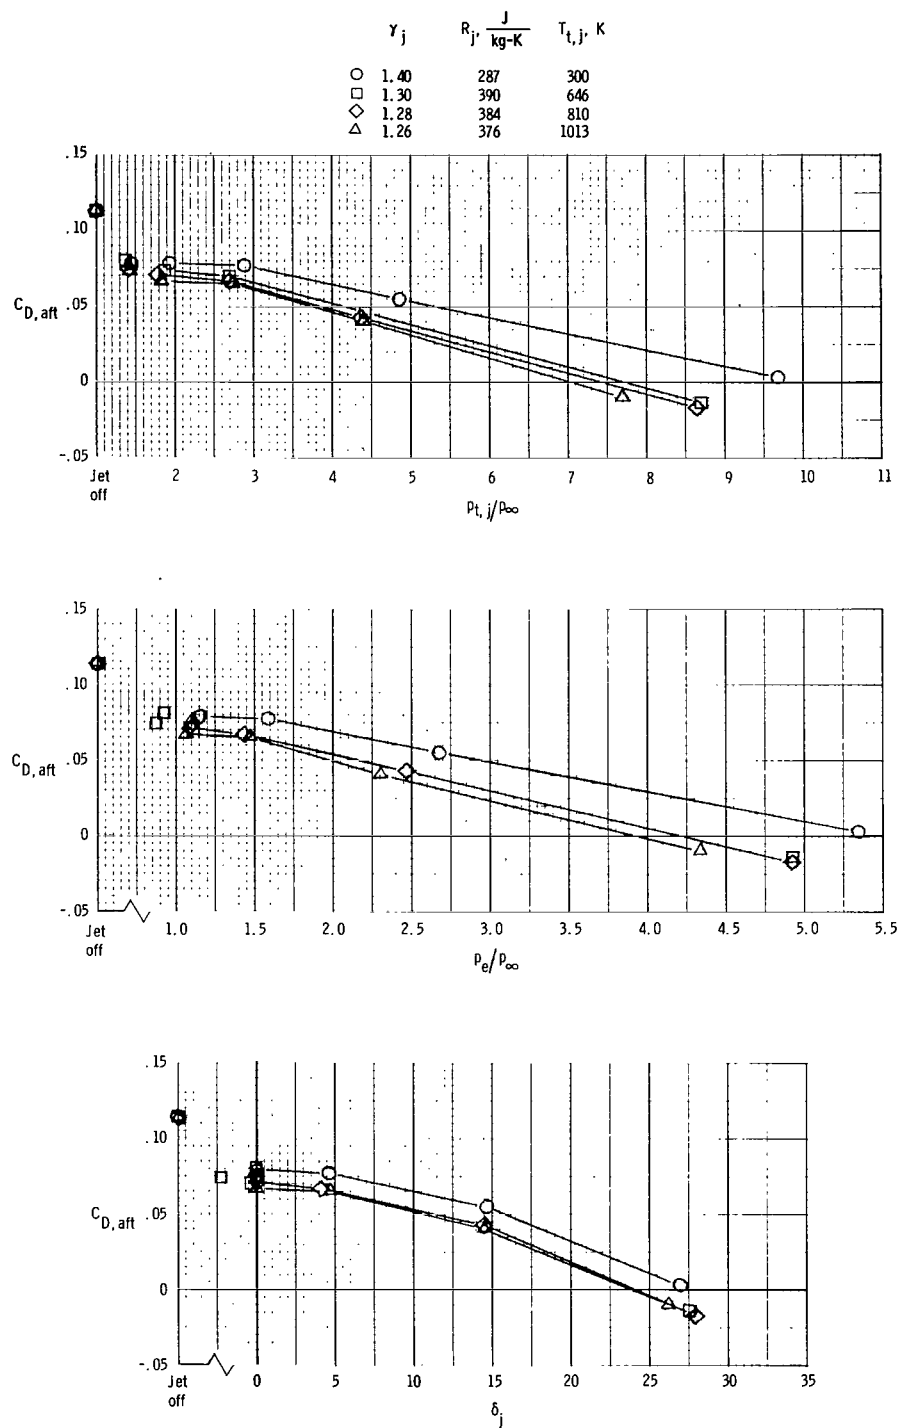 γj Rj, J/kg-K Tt,j, K
○ 1.40 287 300
□ 1.30 390 646
◇ 1.28 384 810
△ 1.26 376 1013
.15
.10
CD, aft
.05
0
-.05
Jet off 2 3 4 5 6 7 8 9 10 11
pt, j/p∞
.15
.10
CD, aft
.05
0
-.05
Jet off 1.0 1.5 2.0 2.5 3.0 3.5 4.0 4.5 5.0 5.5
pe/p∞
.15
.10
CD, aft
.05
0
-.05
Jet off 0 5 10 15 20 25 30 35
δj